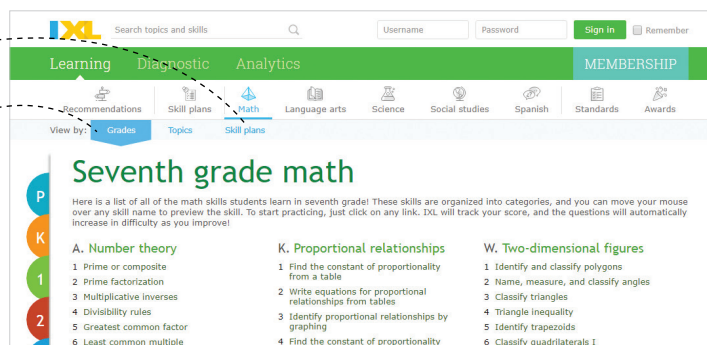 IXL Search topics and skills Username Password Sign in Remember
Learning Diagnostic Analytics MEMBERSHIP
Recommendations Skill plans Math Language arts Science Social studies Spanish Standards Awards
View by: Grades Topics Skill plans
Seventh grade math
Here is a list of all of the math skills students learn in seventh grade! These skills are organized into categories, and you can move your mouse
over any skill name to preview the skill. To start practicing, just click on any link. IXL will track your score, and the questions will automatically
increase in difficulty as you improve!
P
K
1
2
A. Number theory
1 Prime or composite
2 Prime factorization
3 Multiplicative inverses
4 Divisibility rules
5 Greatest common factor
6 Least common multiple
K. Proportional relationships
1 Find the constant of proportionality
from a table
2 Write equations for proportional
relationships from tables
3 Identify proportional relationships by
graphing
4 Find the constant of proportionality
W. Two-dimensional figures
1 Identify and classify polygons
2 Name, measure, and classify angles
3 Classify triangles
4 Triangle inequality
5 Identify trapezoids
6 Classify quadrilaterals I